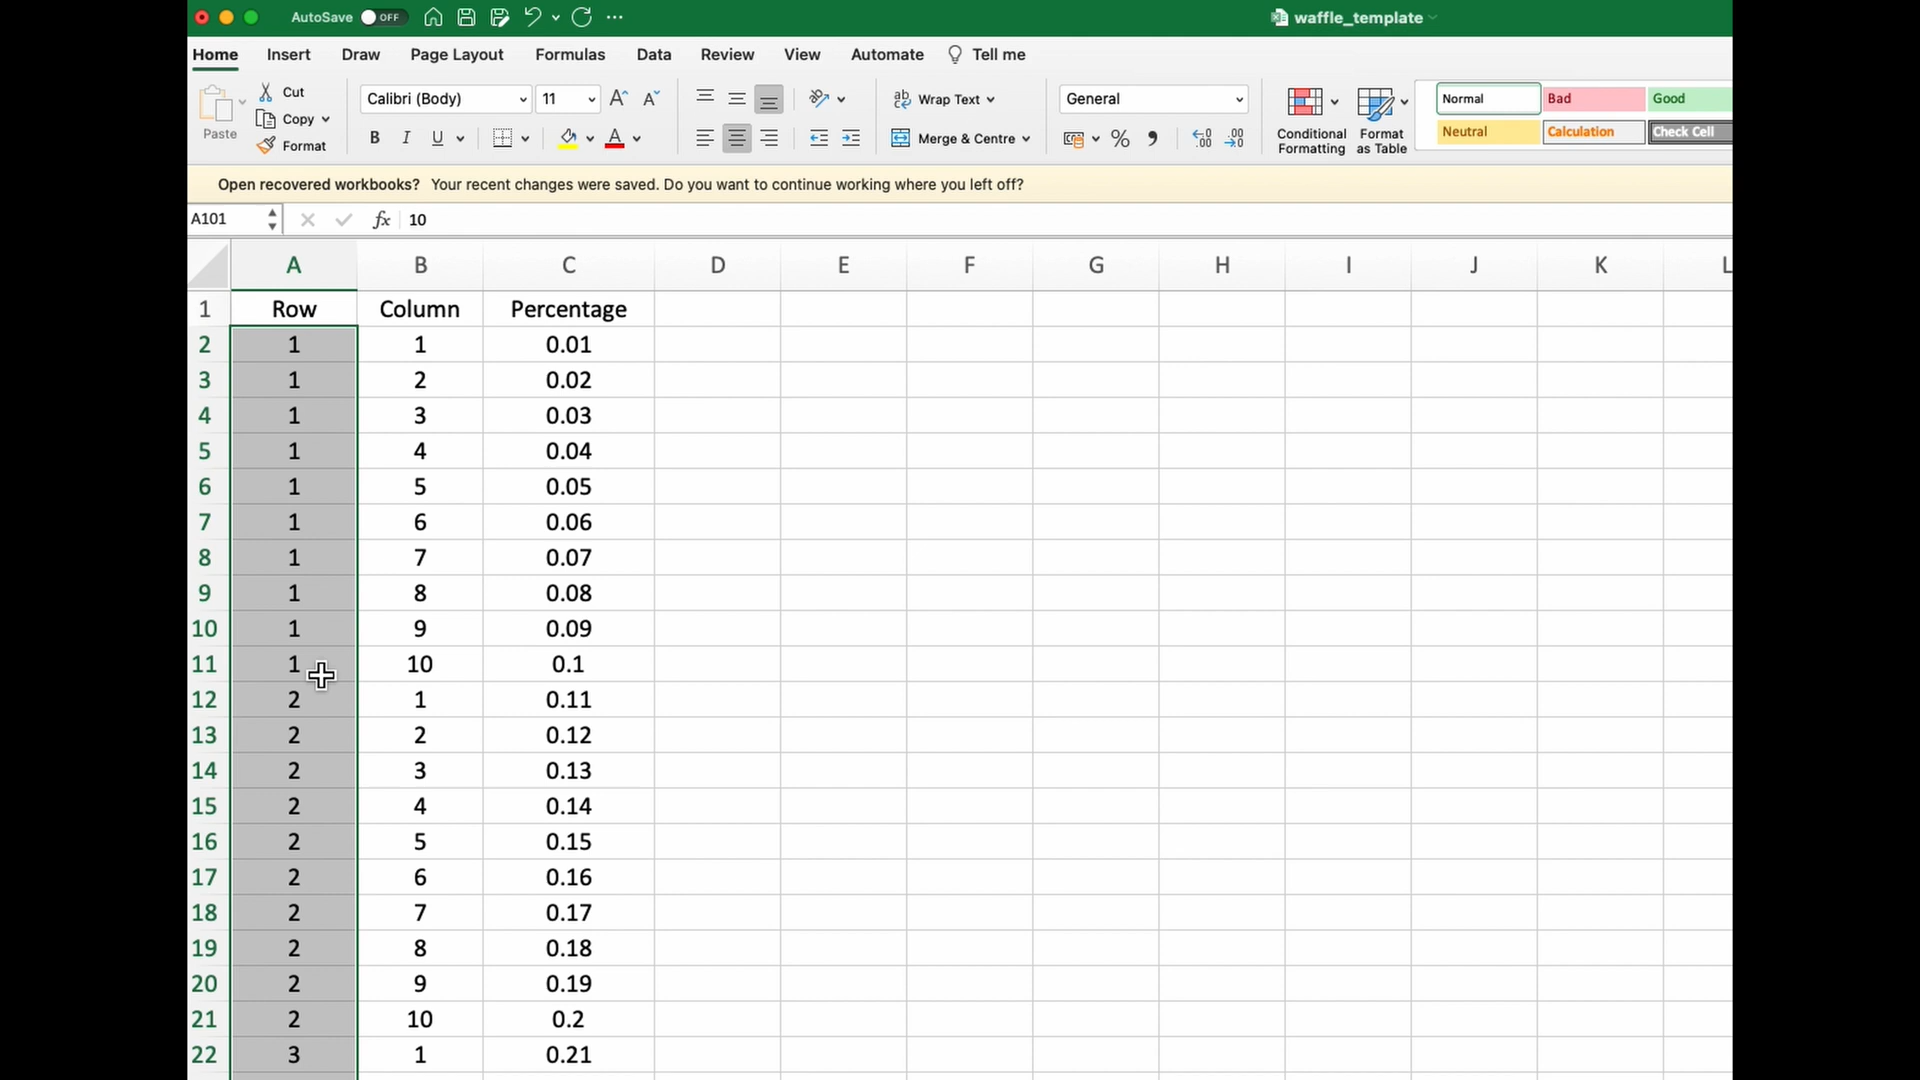 AutoSave OFF waffle_template
Home Insert Draw Page Layout Formulas Data Review View Automate Tell me
Paste Cut Copy Format
Calibri (Body) 11
B I U A
Wrap Text
Merge & Centre
General
Conditional Formatting
Format as Table
Normal Bad Good
Neutral Calculation Check Cell
Open recovered workbooks? Your recent changes were saved. Do you want to continue working where you left off?
A101 fx 10
A B C D E F G H I J K L
1 Row Column Percentage
2 1 1 0.01
3 1 2 0.02
4 1 3 0.03
5 1 4 0.04
6 1 5 0.05
7 1 6 0.06
8 1 7 0.07
9 1 8 0.08
10 1 9 0.09
11 1 10 0.1
12 2 1 0.11
13 2 2 0.12
14 2 3 0.13
15 2 4 0.14
16 2 5 0.15
17 2 6 0.16
18 2 7 0.17
19 2 8 0.18
20 2 9 0.19
21 2 10 0.2
22 3 1 0.21